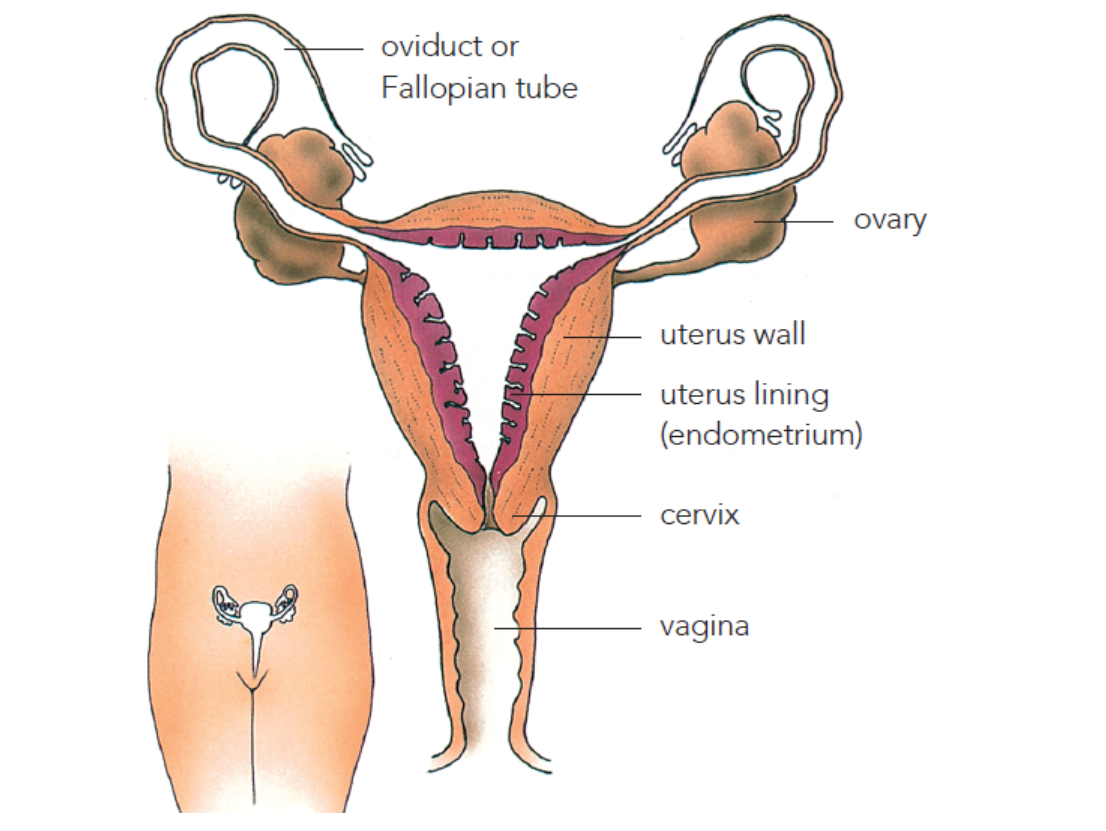 oviduct or
Fallopian tube
ovary
uterus wall
uterus lining
(endometrium)
cervix
vagina